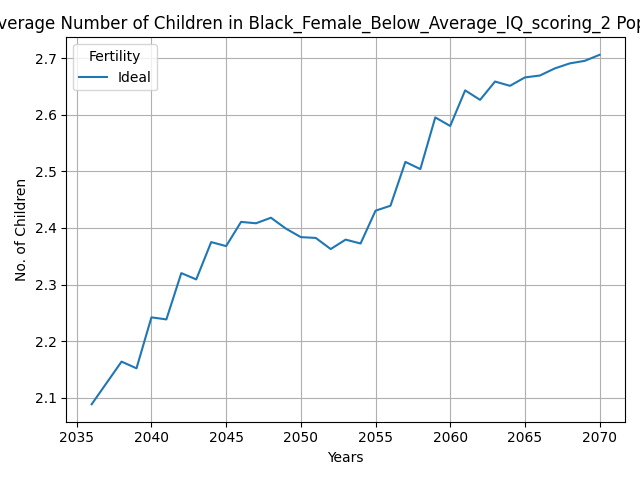 verage Number of Children in Black_Female_Below_Average_IQ_scoring_2 Pop
Fertility
Ideal
No. of Children
2.7
2.6
2.5
2.4
2.3
2.2
2.1
2035 2040 2045 2050 2055 2060 2065 2070
Years